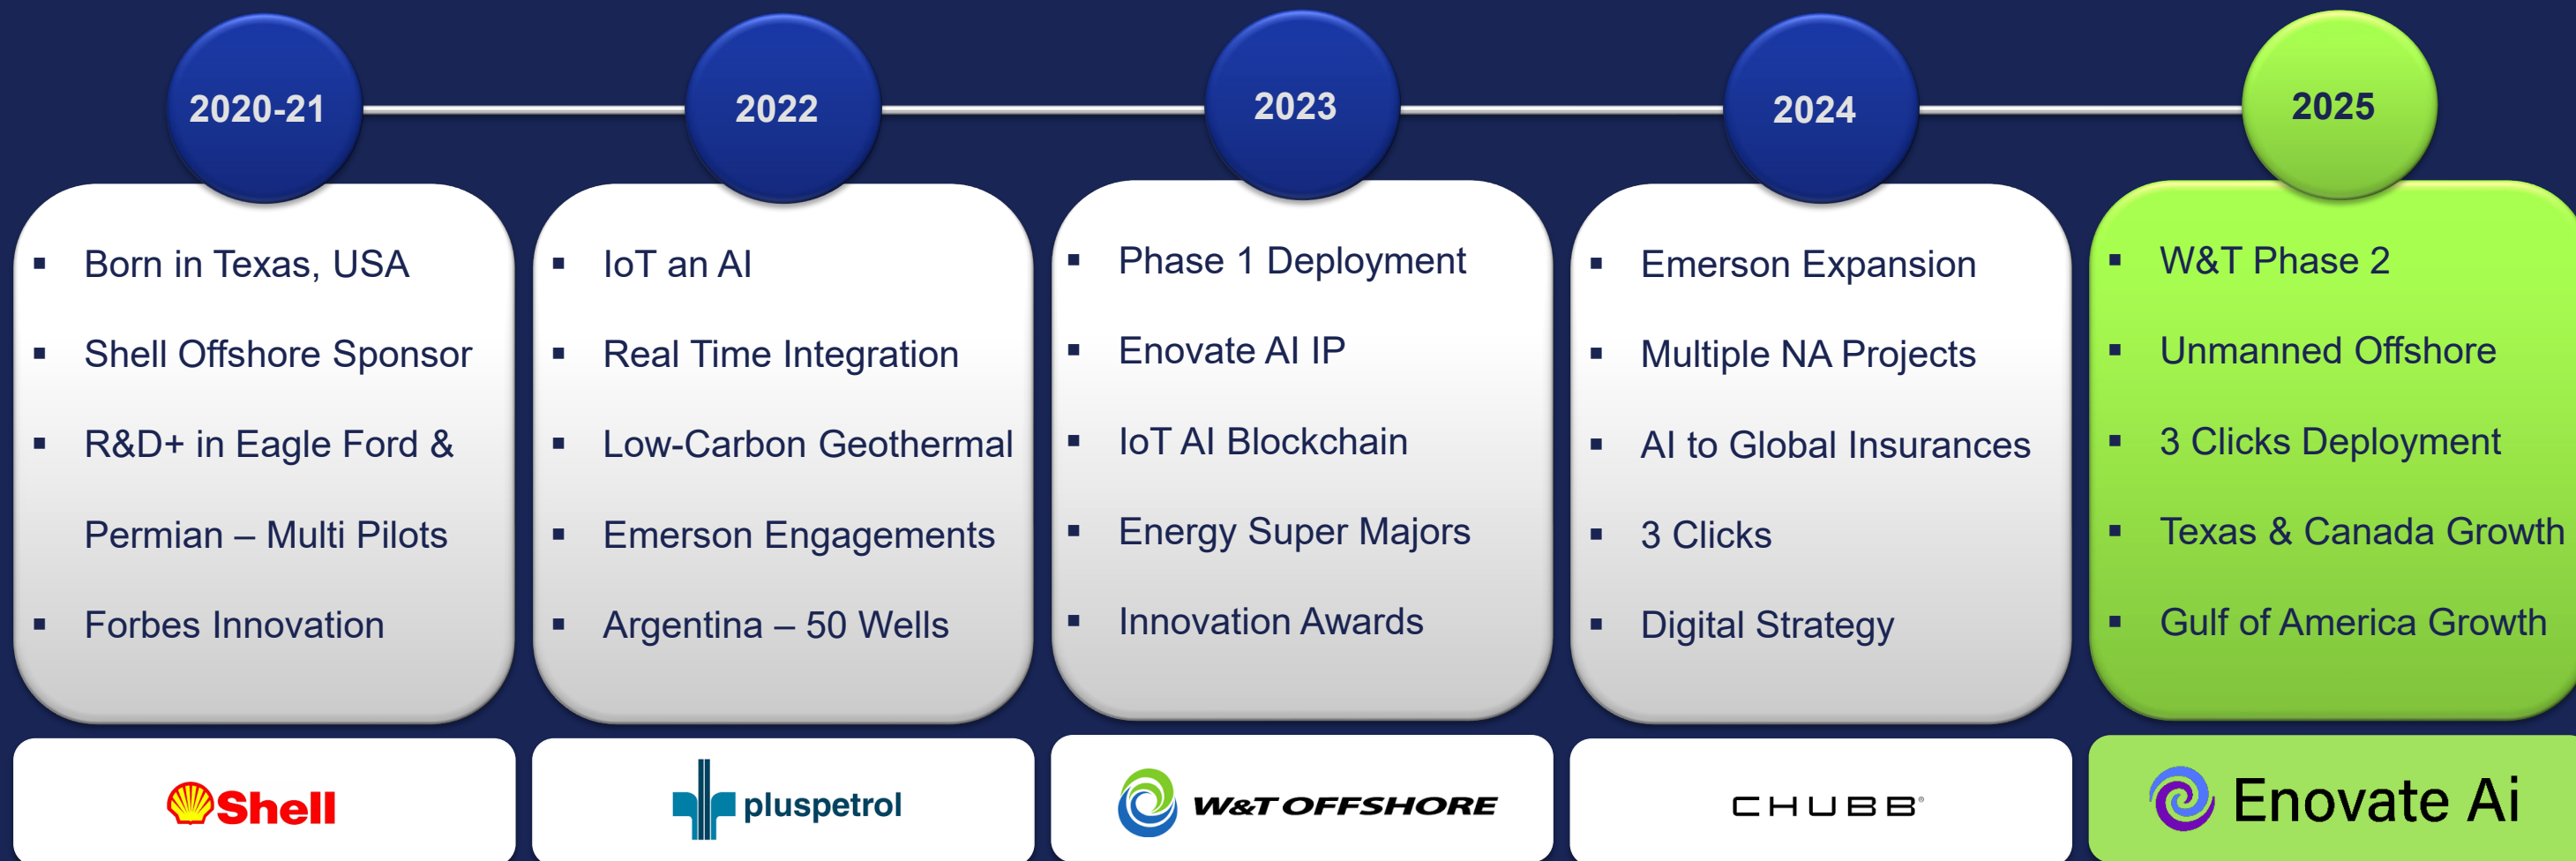 2020-21
2022
2023
2024
2025
▪ Born in Texas, USA
▪ Shell Offshore Sponsor
▪ R&D+ in Eagle Ford &
Permian – Multi Pilots
▪ Forbes Innovation
▪ IoT an AI
▪ Real Time Integration
▪ Low-Carbon Geothermal
▪ Emerson Engagements
▪ Argentina – 50 Wells
▪ Phase 1 Deployment
▪ Enovate AI IP
▪ IoT AI Blockchain
▪ Energy Super Majors
▪ Innovation Awards
▪ Emerson Expansion
▪ Multiple NA Projects
▪ AI to Global Insurances
▪ 3 Clicks
▪ Digital Strategy
▪ W&T Phase 2
▪ Unmanned Offshore
▪ 3 Clicks Deployment
▪ Texas & Canada Growth
▪ Gulf of America Growth
Shell
pluspetrol
W&T OFFSHORE
CHUBB®
Enovate Ai